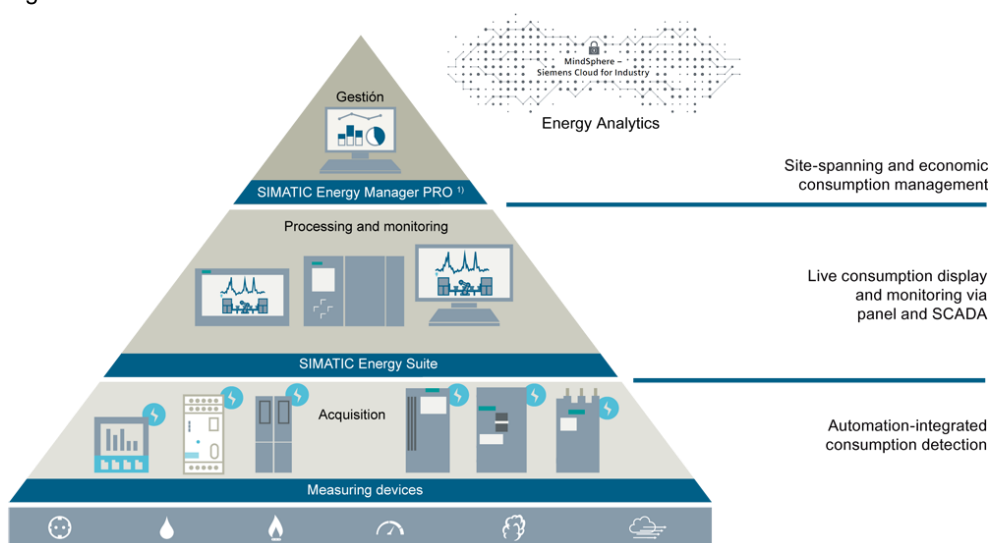 MindSphere –
Siemens Cloud for Industry
Energy Analytics
Gestión
SIMATIC Energy Manager PRO ¹⁾
Site-spanning and economic
consumption management
Processing and monitoring
Live consumption display
and monitoring via
panel and SCADA
SIMATIC Energy Suite
Acquisition
Automation-integrated
consumption detection
Measuring devices